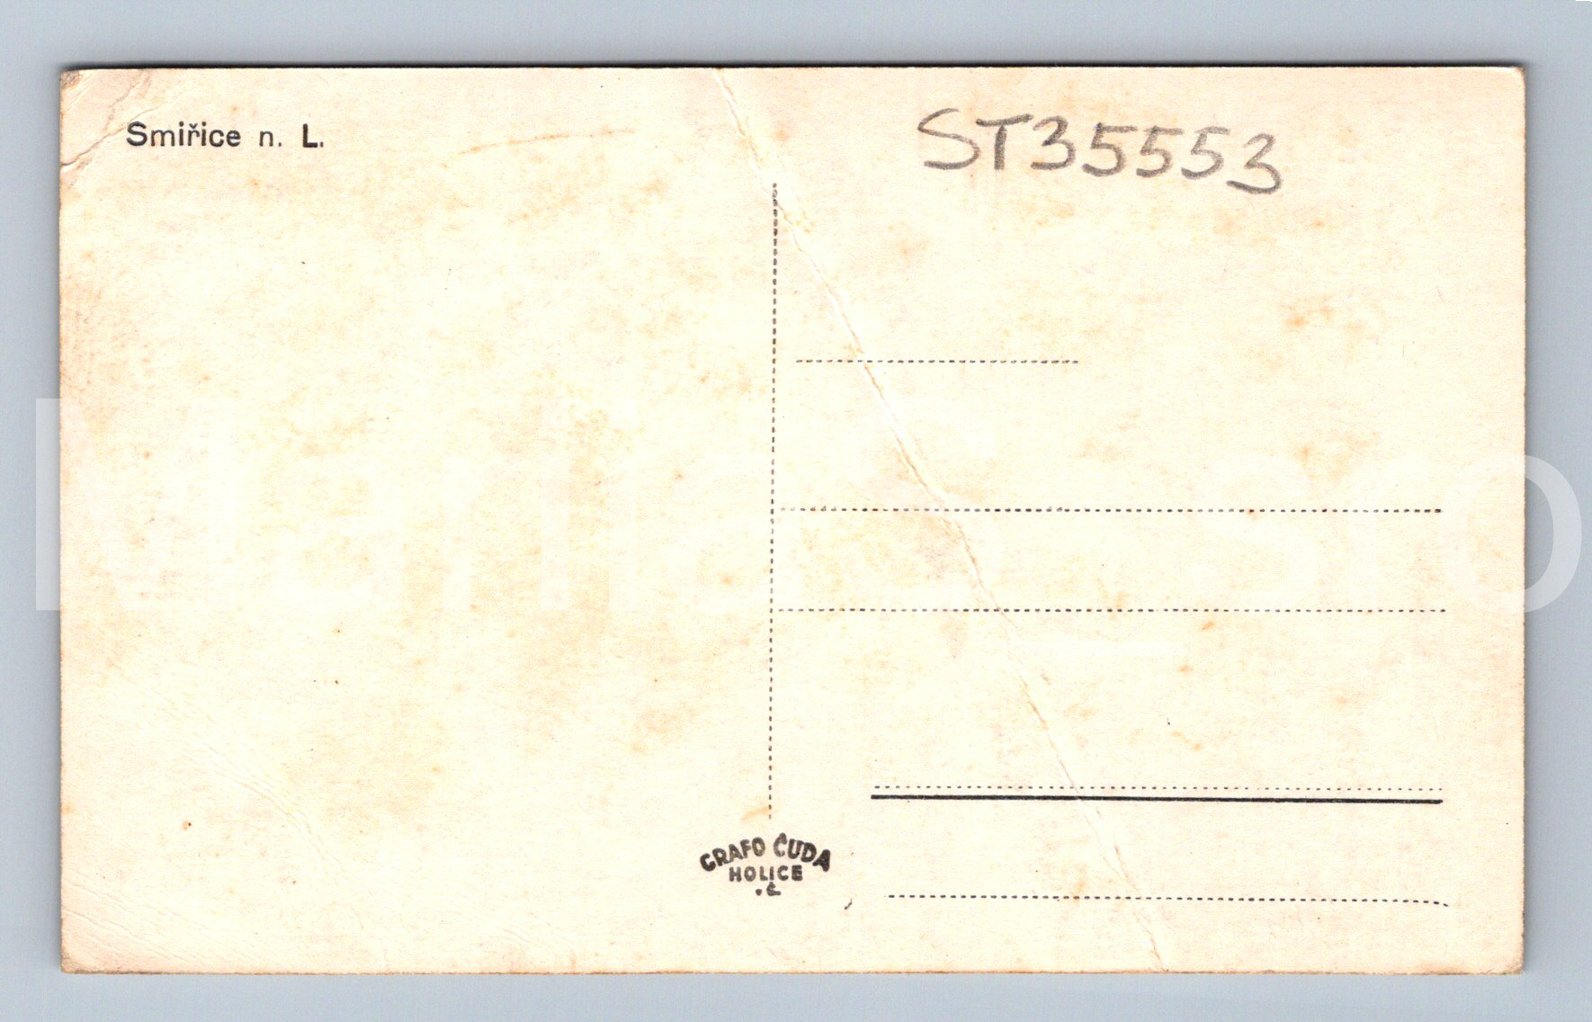 Smiřice n. L.
ST35553
GRAFO ČUDA
HOLICE